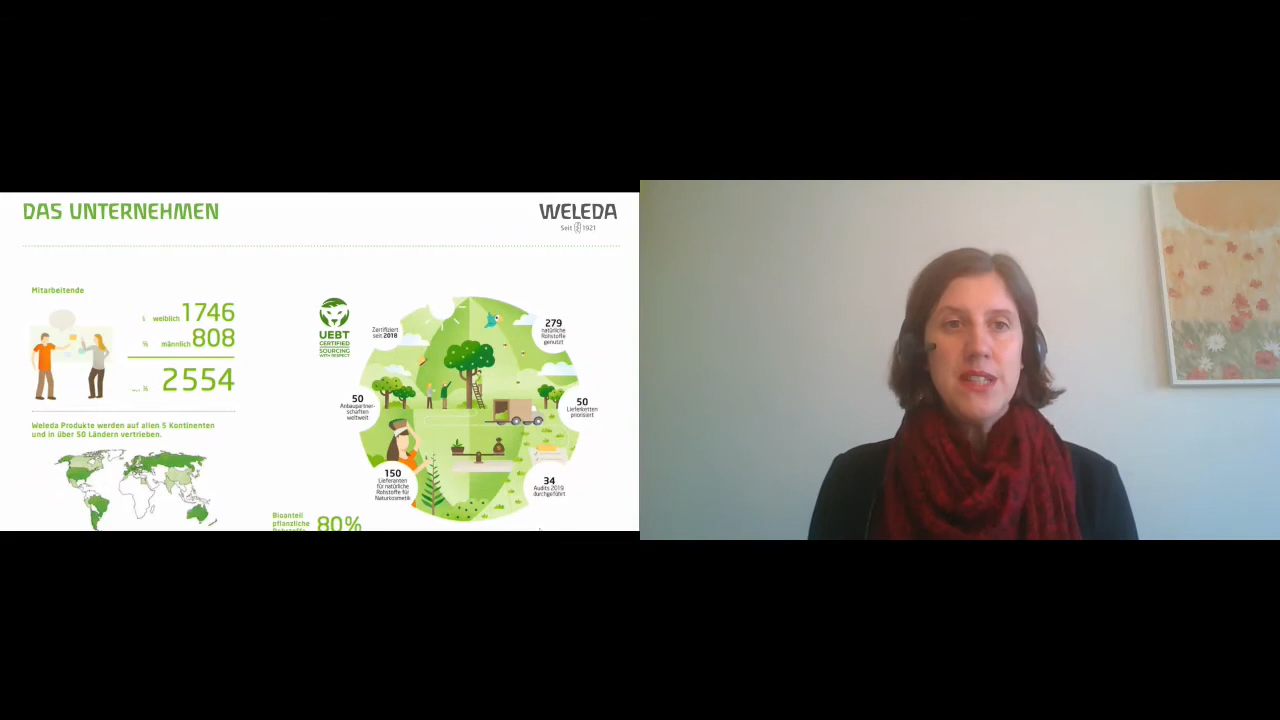 DAS UNTERNEHMEN
WELEDA
Seit 1921
Mitarbeitende
% weiblich 1746
% männlich 808
% 2554
Weleda Produkte werden auf allen 5 Kontinenten
und in über 50 Ländern vertrieben.
UEBT
CERTIFIED
SOURCING
WITH RESPECT
Zertifiziert
seit 2018
279
natürliche
Rohstoffe
genutzt
50
Anbaupartner-
schaften
weltweit
50
Lieferketten
priorisiert
150
Lieferanten
für natürliche
Rohstoffe für
Naturkosmetik
34
Audits 2019
durchgeführt
Bioanteil
pflanzliche
80%